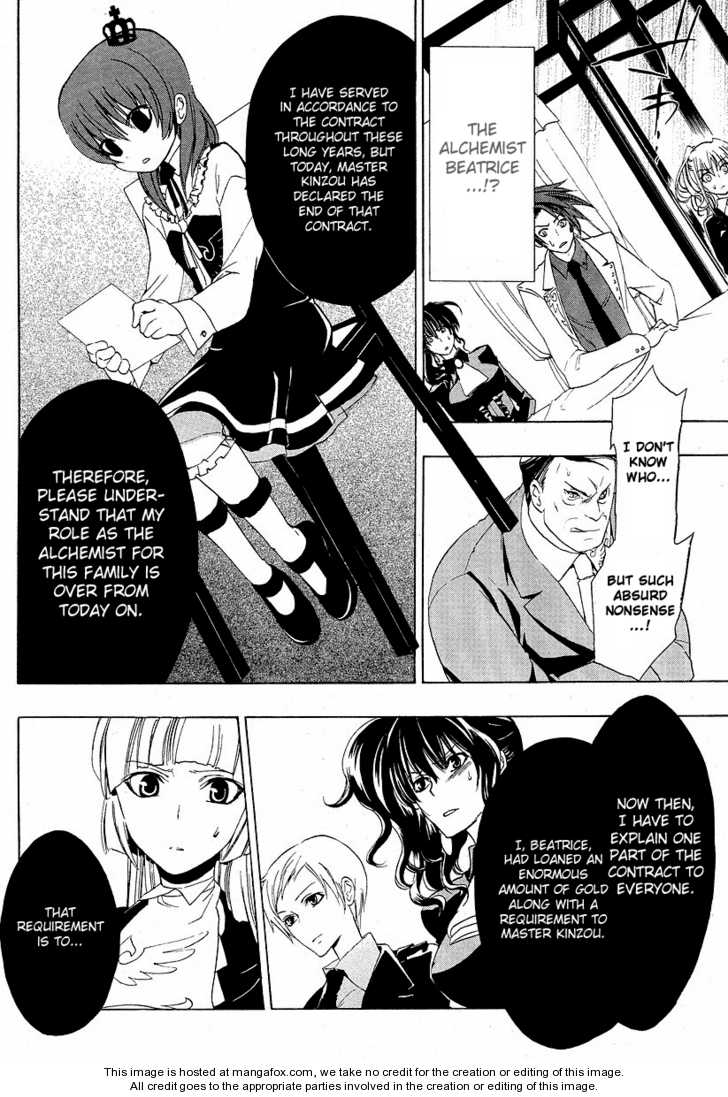 THE
ALCHEMIST
BEATRICE
...!?
I HAVE SERVED
IN ACCORDANCE TO
THE CONTRACT
THROUGHOUT THESE
LONG YEARS, BUT
TODAY, MASTER
KINZOU HAS
DECLARED THE
END OF THAT
CONTRACT.
I DON'T
KNOW
WHO...
BUT SUCH
ABSURD
NONSENSE
...!
THEREFORE,
PLEASE UNDER-
STAND THAT MY
ROLE AS THE
ALCHEMIST FOR
THIS FAMILY IS
OVER FROM
TODAY ON.
NOW THEN,
I HAVE TO
EXPLAIN ONE
PART OF THE
CONTRACT TO
EVERYONE.
I, BEATRICE,
HAD LOANED AN
ENORMOUS
AMOUNT OF GOLD
ALONG WITH A
REQUIREMENT TO
MASTER KINZOU.
THAT
REQUIREMENT
IS TO...
This image is hosted at mangafox.com, we take no credit for the creation or editing of this image.
All credit goes to the appropriate parties involved in the creation or editing of this image.